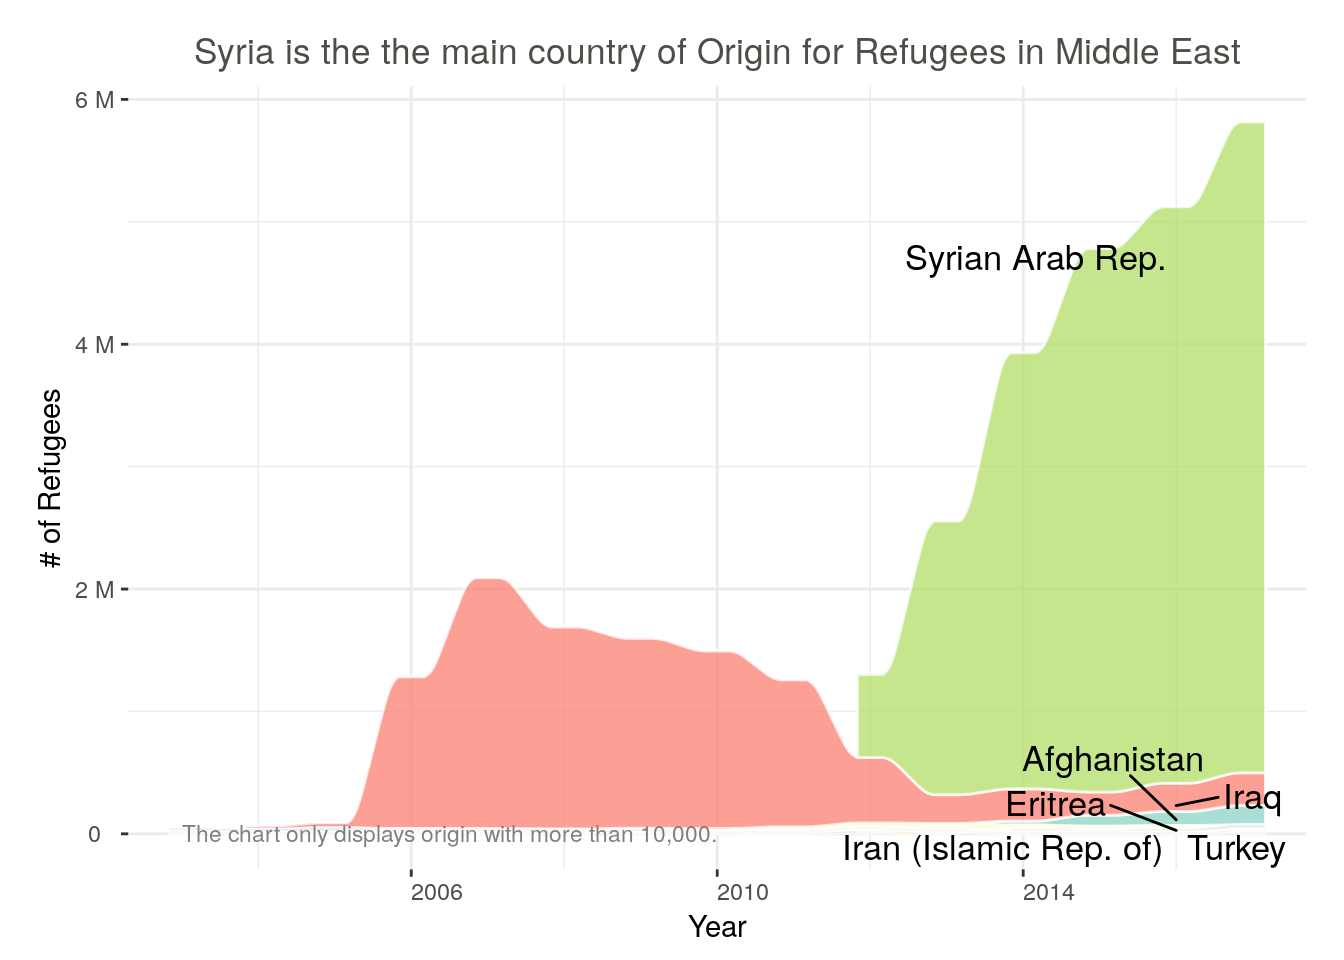 Syria is the the main country of Origin for Refugees in Middle East
6 M
4 M
2 M
0
# of Refugees
Syrian Arab Rep.
Afghanistan
Eritrea
Iraq
The chart only displays origin with more than 10,000.
Iran (Islamic Rep. of)
Turkey
2006
2010
2014
Year